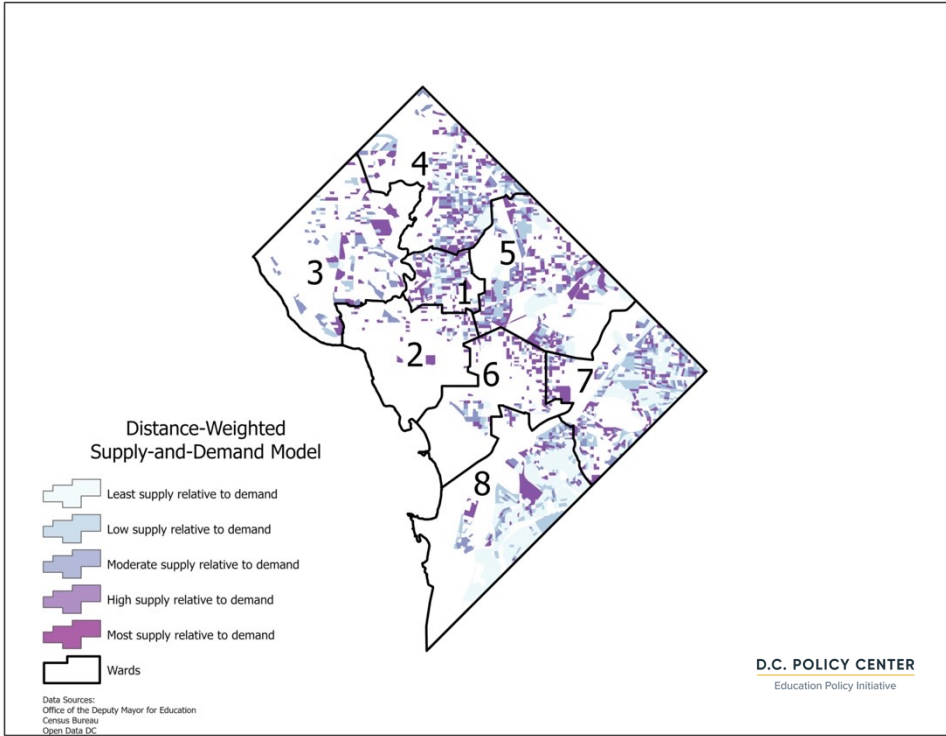 4
5
3
1
2
6
7
8
Distance-Weighted
Supply-and-Demand Model
Least supply relative to demand
Low supply relative to demand
Moderate supply relative to demand
High supply relative to demand
Most supply relative to demand
Wards
Data Sources:
Office of the Deputy Mayor for Education
Census Bureau
Open Data DC
D.C. POLICY CENTER
Education Policy Initiative